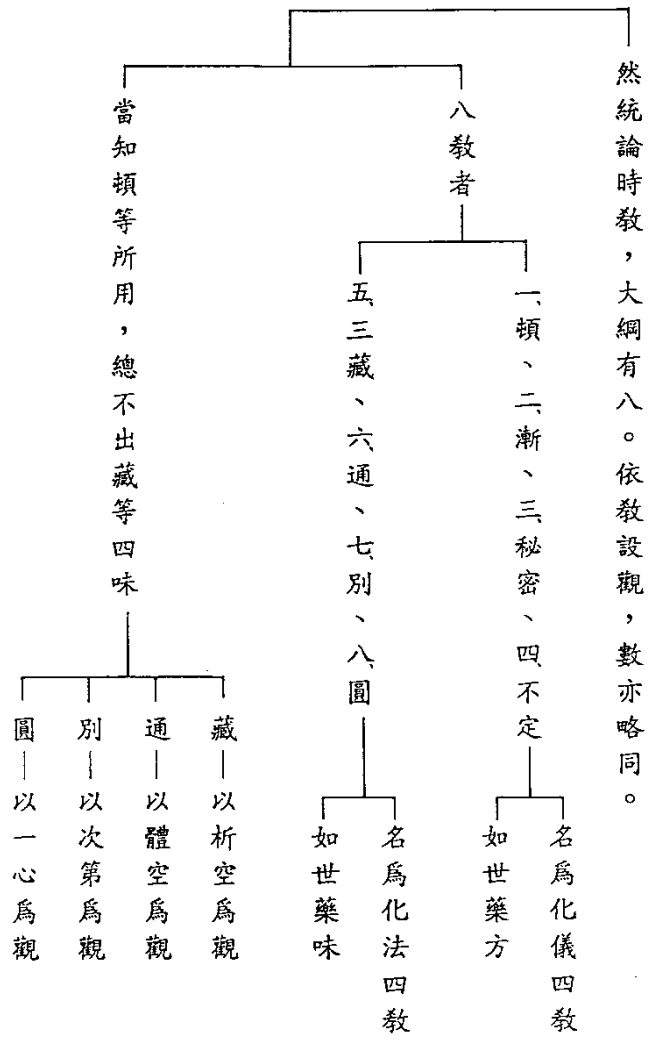 然統論時教，大綱有八。依教設觀，數亦略同。
八教者
一、頓、二、漸、三、秘密、四、不定
名爲化儀四教
如世藥方
五、三藏、六、通、七、別、八、圓
名爲化法四教
如世藥味
當知頓等所用，總不出藏等四味
藏—以析空爲觀
通—以體空爲觀
別—以次第爲觀
圓—以一心爲觀